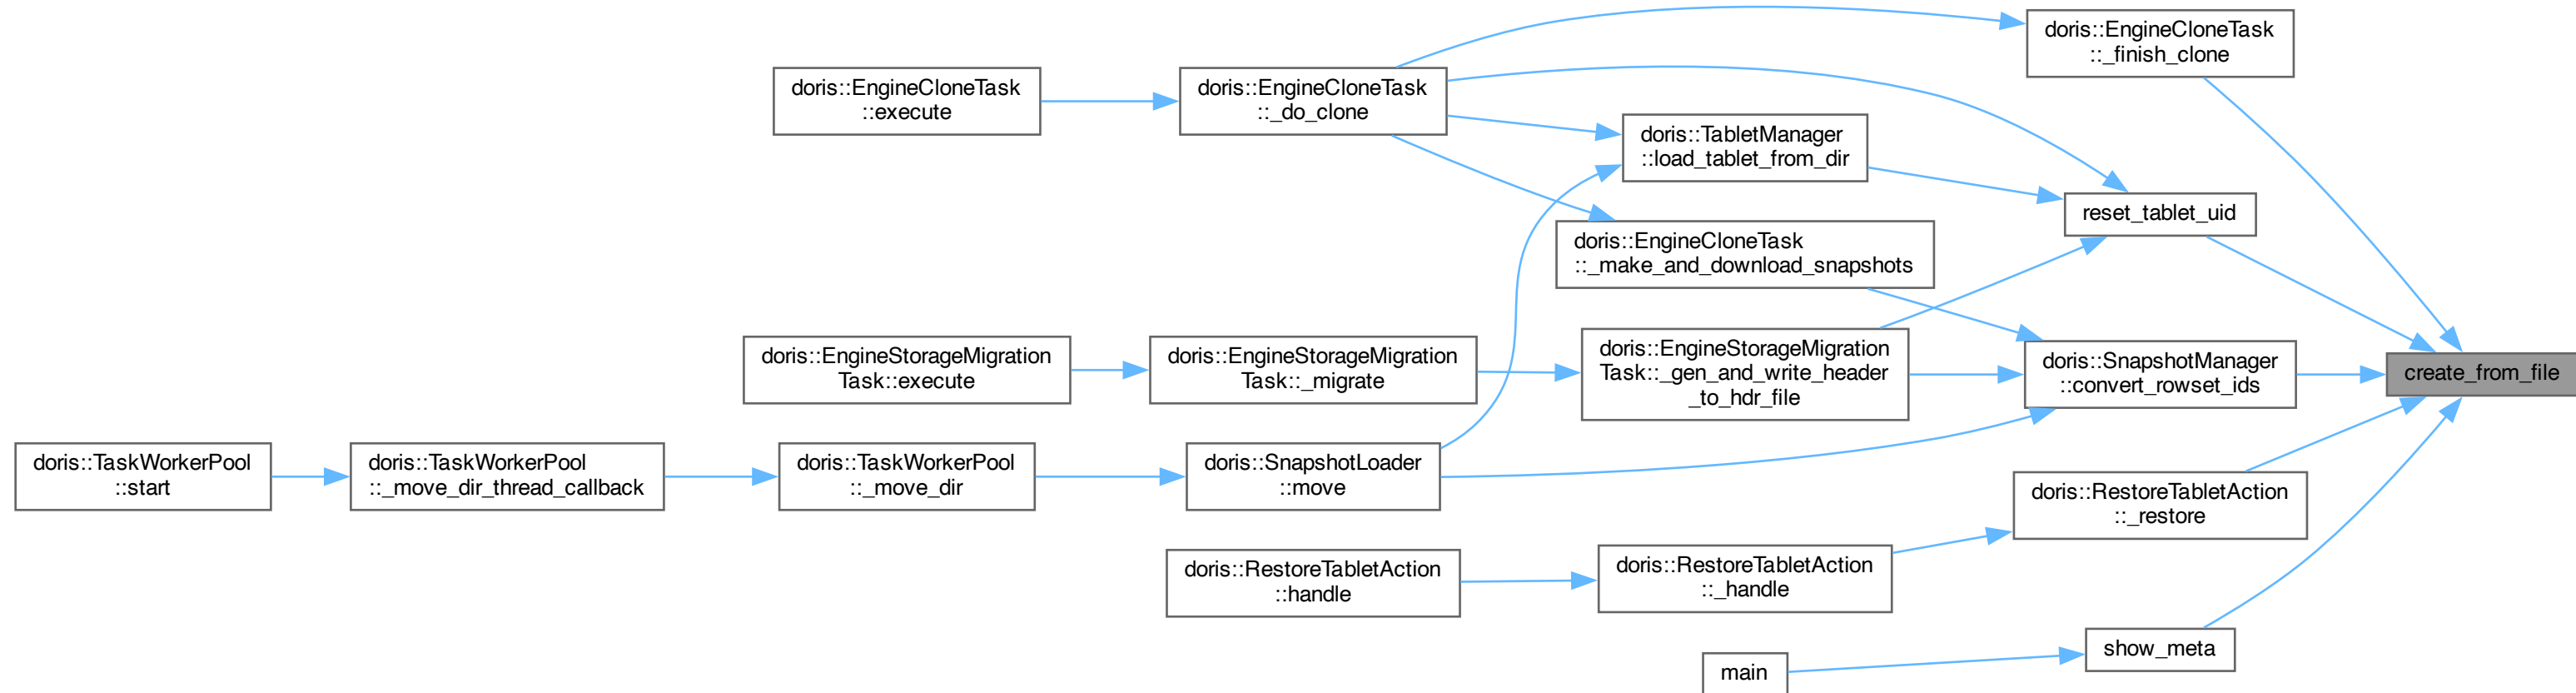 doris::EngineCloneTask
::_finish_clone
doris::EngineCloneTask
::execute
doris::EngineCloneTask
::_do_clone
doris::TabletManager
::load_tablet_from_dir
reset_tablet_uid
doris::EngineCloneTask
::_make_and_download_snapshots
doris::EngineStorageMigration
Task::execute
doris::EngineStorageMigration
Task::_migrate
doris::EngineStorageMigration
Task::_gen_and_write_header
_to_hdr_file
doris::SnapshotManager
::convert_rowset_ids
create_from_file
doris::TaskWorkerPool
::start
doris::TaskWorkerPool
::_move_dir_thread_callback
doris::TaskWorkerPool
::_move_dir
doris::SnapshotLoader
::move
doris::RestoreTabletAction
::_restore
doris::RestoreTabletAction
::handle
doris::RestoreTabletAction
::_handle
show_meta
main